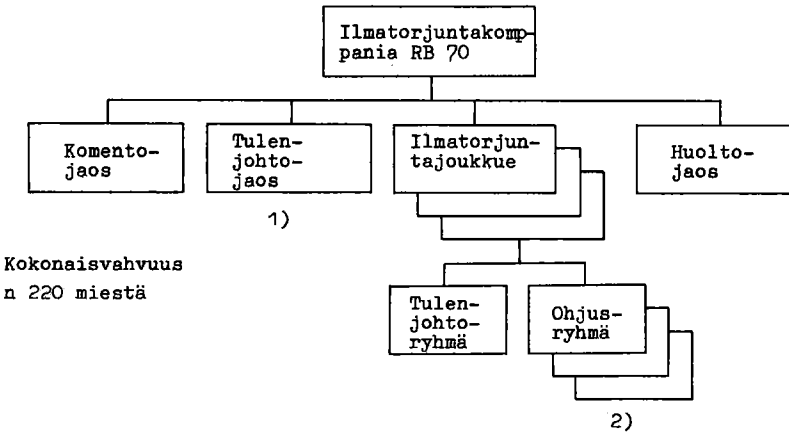 Ilmatorjuntakomp-
pania RB 70
Komento-
jaos
Tulen-
johto-
jaos
Ilmatorjun-
tajoukkue
Huolto-
jaos
1)
Kokonaisvahvuus
n 220 miestä
Tulen-
johto-
ryhmä
Ohjus-
ryhmä
2)